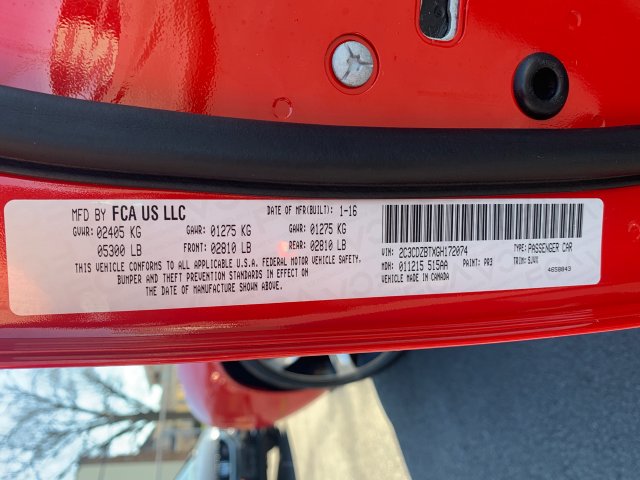 MFD BY FCA US LLC DATE OF MFR(BUILT): 1-16
GVWR: 02405 KG GAWR: 01275 KG GAWR: 01275 KG
05300 LB FRONT: 02810 LB REAR: 02810 LB
THIS VEHICLE CONFORMS TO ALL APPLICABLE U.S.A. FEDERAL MOTOR VEHICLE SAFETY,
BUMPER AND THEFT PREVENTION STANDARDS IN EFFECT ON
THE DATE OF MANUFACTURE SHOWN ABOVE.
VIN: 2C3CDZBTXGH172074 TYPE: PASSENGER CAR
MDH: 011215 515AA PAINT: PR3 TRIM: SJVX
VEHICLE MADE IN CANADA 4658843